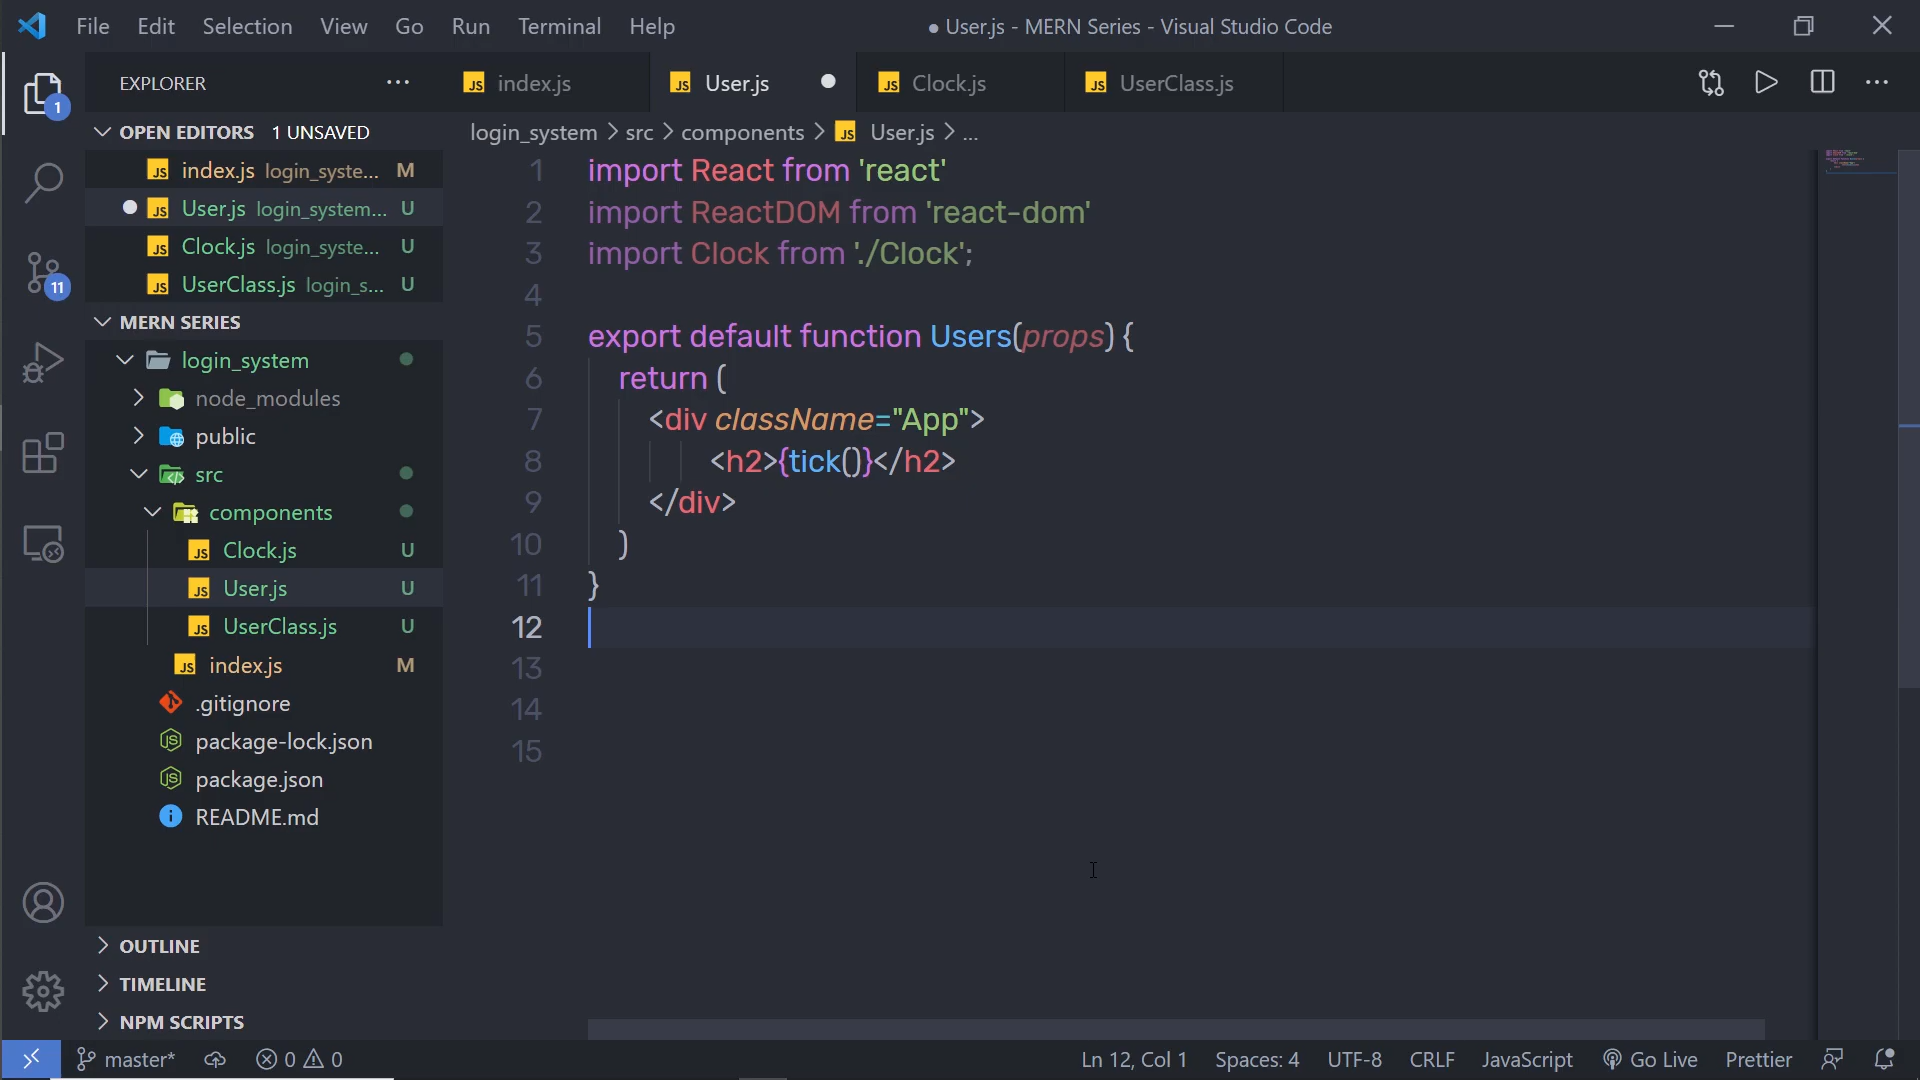 File Edit Selection View Go Run Terminal Help
● User.js - MERN Series - Visual Studio Code
EXPLORER
index.js
User.js
Clock.js
UserClass.js
OPEN EDITORS 1 UNSAVED
index.js login_syste... M
User.js login_system... U
Clock.js login_syste... U
UserClass.js login_s... U
MERN SERIES
login_system
node_modules
public
src
components
Clock.js U
User.js U
UserClass.js U
index.js M
.gitignore
package-lock.json
package.json
README.md
OUTLINE
TIMELINE
NPM SCRIPTS
1
11
login_system > src > components > JS User.js > ...
1 import React from 'react'
2 import ReactDOM from 'react-dom'
3 import Clock from './Clock';
4
5 export default function Users(props) {
6 return (
7 <div className="App">
8 <h2>{tick()}</h2>
9 </div>
10 )
11 }
12
13
14
15
master* 0 0 Ln 12, Col 1 Spaces: 4 UTF-8 CRLF JavaScript Go Live Prettier